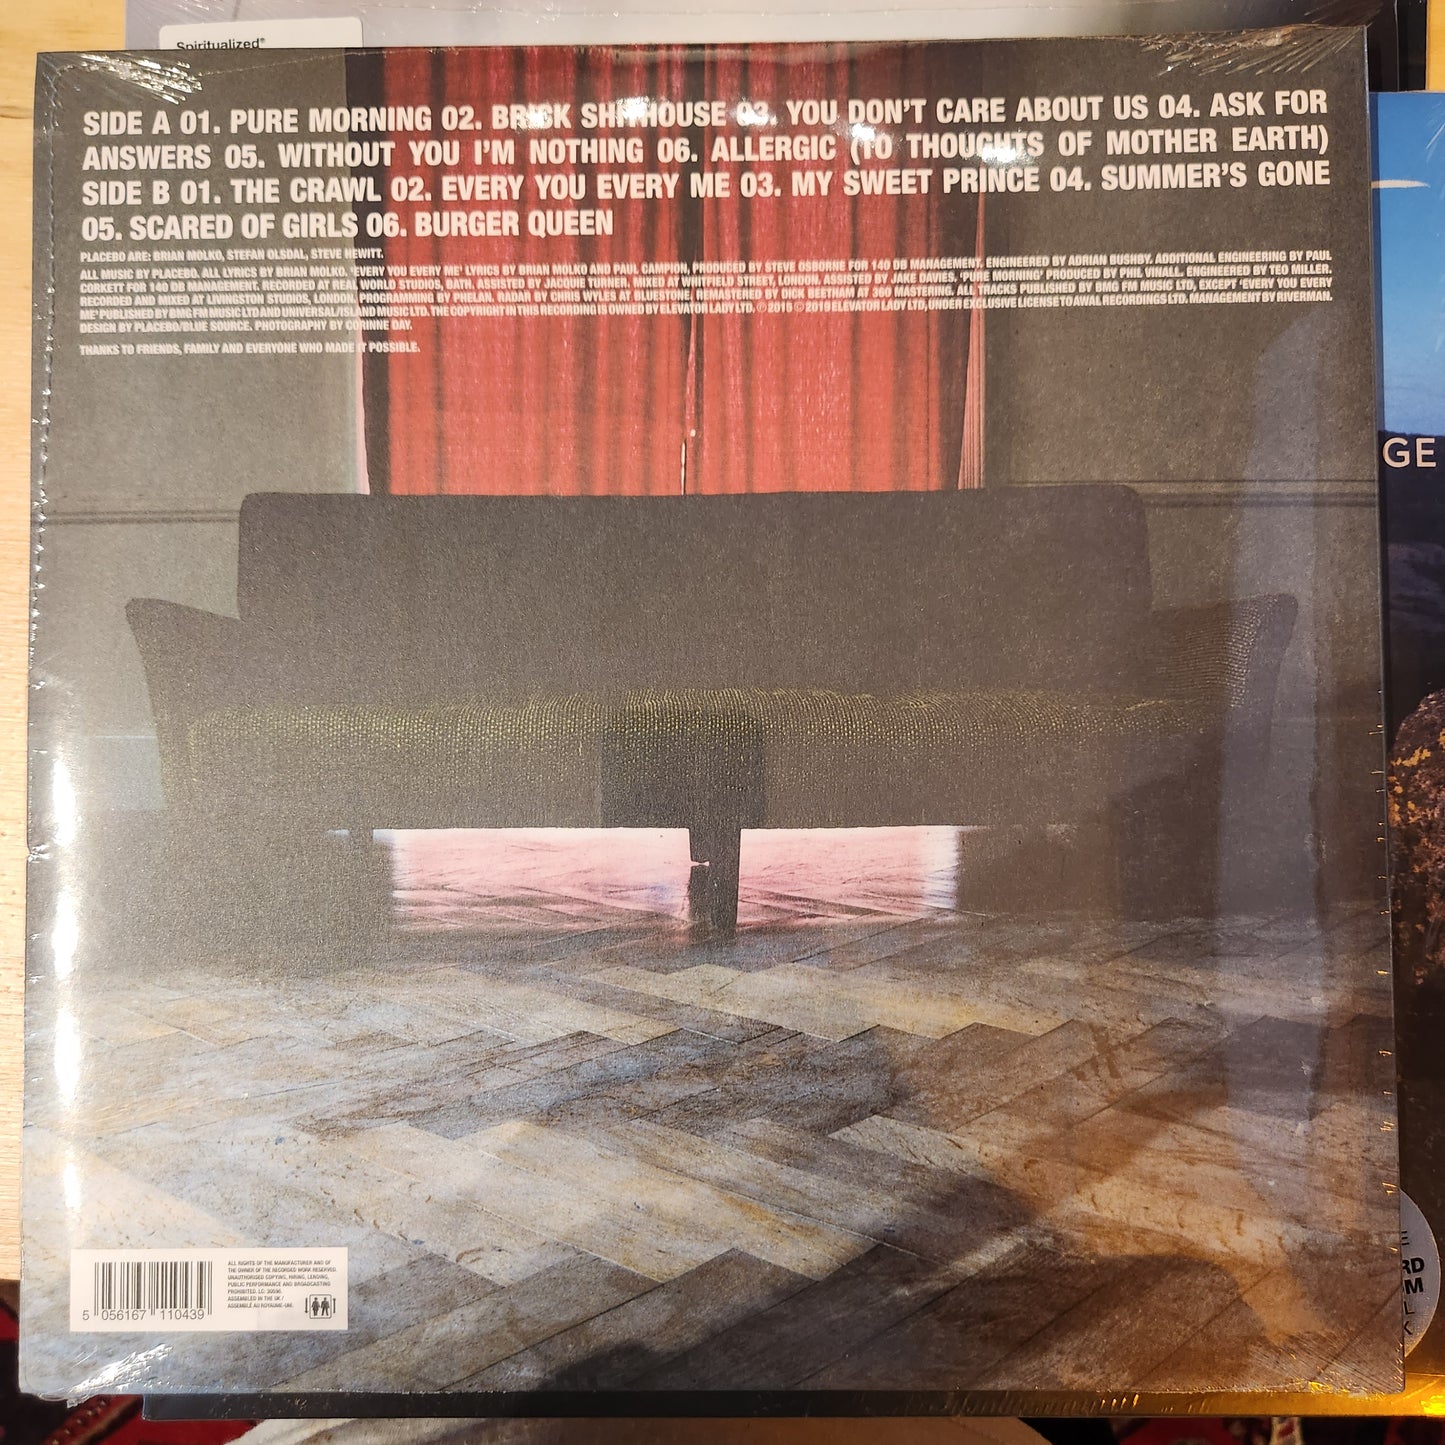 Spiritualized®
SIDE A 01. PURE MORNING 02. BRICK SHITHOUSE 03. YOU DON'T CARE ABOUT US 04. ASK FOR
ANSWERS 05. WITHOUT YOU I'M NOTHING 06. ALLERGIC (TO THOUGHTS OF MOTHER EARTH)
SIDE B 01. THE CRAWL 02. EVERY YOU EVERY ME 03. MY SWEET PRINCE 04. SUMMER'S GONE
05. SCARED OF GIRLS 06. BURGER QUEEN
PLACEBO ARE: BRIAN MOLKO, STEFAN OLSDAL, STEVE HEWITT.
ALL MUSIC BY PLACEBO. ALL LYRICS BY BRIAN MOLKO. 'EVERY YOU EVERY ME' LYRICS BY BRIAN MOLKO AND PAUL CAMPION, PRODUCED BY STEVE OSBORNE FOR 140 DB MANAGEMENT. ENGINEERED BY ADRIAN BUSHBY. ADDITIONAL ENGINEERING BY PAUL
CORKETT FOR 140 DB MANAGEMENT. RECORDED AT REAL WORLD STUDIOS, BATH. ASSISTED BY JACQUIE TURNER. MIXED AT WHITFIELD STREET, LONDON. ASSISTED BY JAKE DAVIES. 'PURE MORNING' PRODUCED BY PHIL VINALL. ENGINEERED BY TEO MILLER.
RECORDED AND MIXED AT LIVINGSTON STUDIOS, LONDON. PROGRAMMING BY PHELAN. RADAR BY CHRIS WYLES AT BLUESTONE. REMASTERED BY DICK BEETHAM AT 360 MASTERING. ALL TRACKS PUBLISHED BY BMG FM MUSIC LTD, EXCEPT 'EVERY YOU EVERY
ME' PUBLISHED BY BMG FM MUSIC LTD AND UNIVERSAL/ISLAND MUSIC LTD. THE COPYRIGHT IN THIS RECORDING IS OWNED BY ELEVATOR LADY LTD. ℗ 2019 © 2019 ELEVATOR LADY LTD, UNDER EXCLUSIVE LICENSE TO AWAL RECORDINGS LTD. MANAGEMENT BY RIVERMAN.
DESIGN BY PLACEBO/BLUE SOURCE. PHOTOGRAPHY BY CORINNE DAY.
THANKS TO FRIENDS, FAMILY AND EVERYONE WHO MADE IT POSSIBLE.
GE
ALL RIGHTS OF THE MANUFACTURER AND OF
THE OWNER OF THE RECORDED WORK RESERVED.
UNAUTHORISED COPYING, HIRING, LENDING,
PUBLIC PERFORMANCE AND BROADCASTING
PROHIBITED. LC: 30596.
ASSEMBLED IN THE UK /
ASSEMBLÉ AU ROYAUME-UNI.
5 056167 110439
E
RD
M
L
K